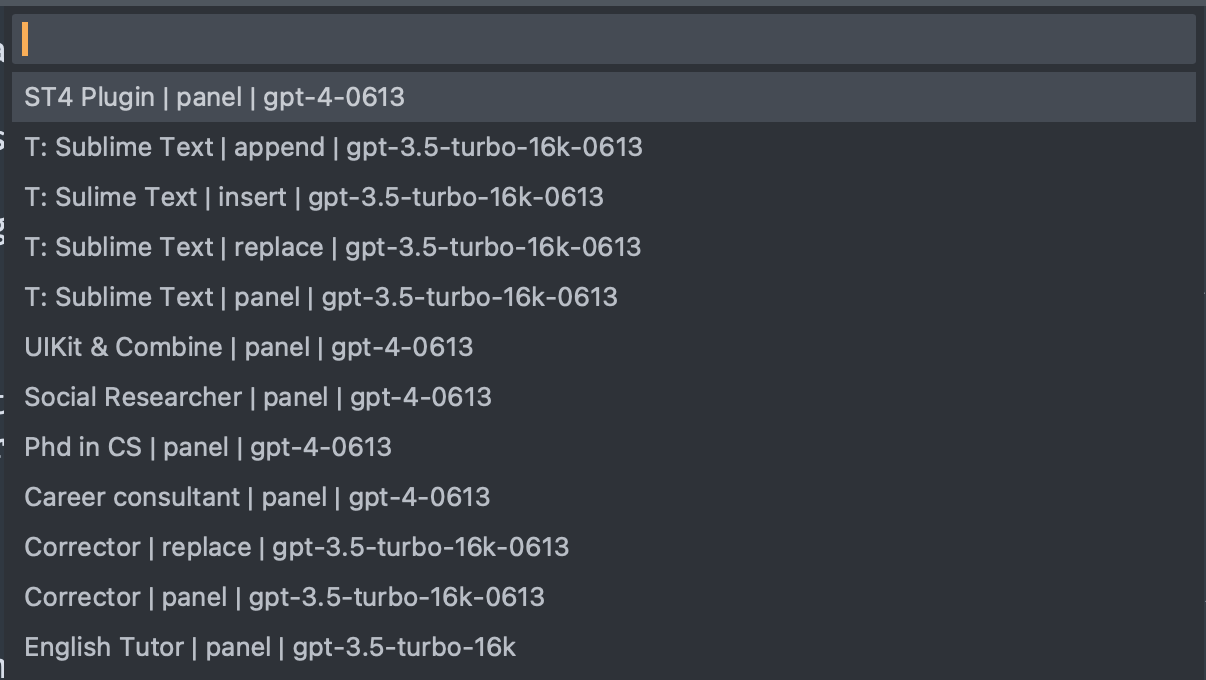 ST4 Plugin | panel | gpt-4-0613
T: Sublime Text | append | gpt-3.5-turbo-16k-0613
T: Sulime Text | insert | gpt-3.5-turbo-16k-0613
T: Sublime Text | replace | gpt-3.5-turbo-16k-0613
T: Sublime Text | panel | gpt-3.5-turbo-16k-0613
UIKit & Combine | panel | gpt-4-0613
Social Researcher | panel | gpt-4-0613
Phd in CS | panel | gpt-4-0613
Career consultant | panel | gpt-4-0613
Corrector | replace | gpt-3.5-turbo-16k-0613
Corrector | panel | gpt-3.5-turbo-16k-0613
English Tutor | panel | gpt-3.5-turbo-16k